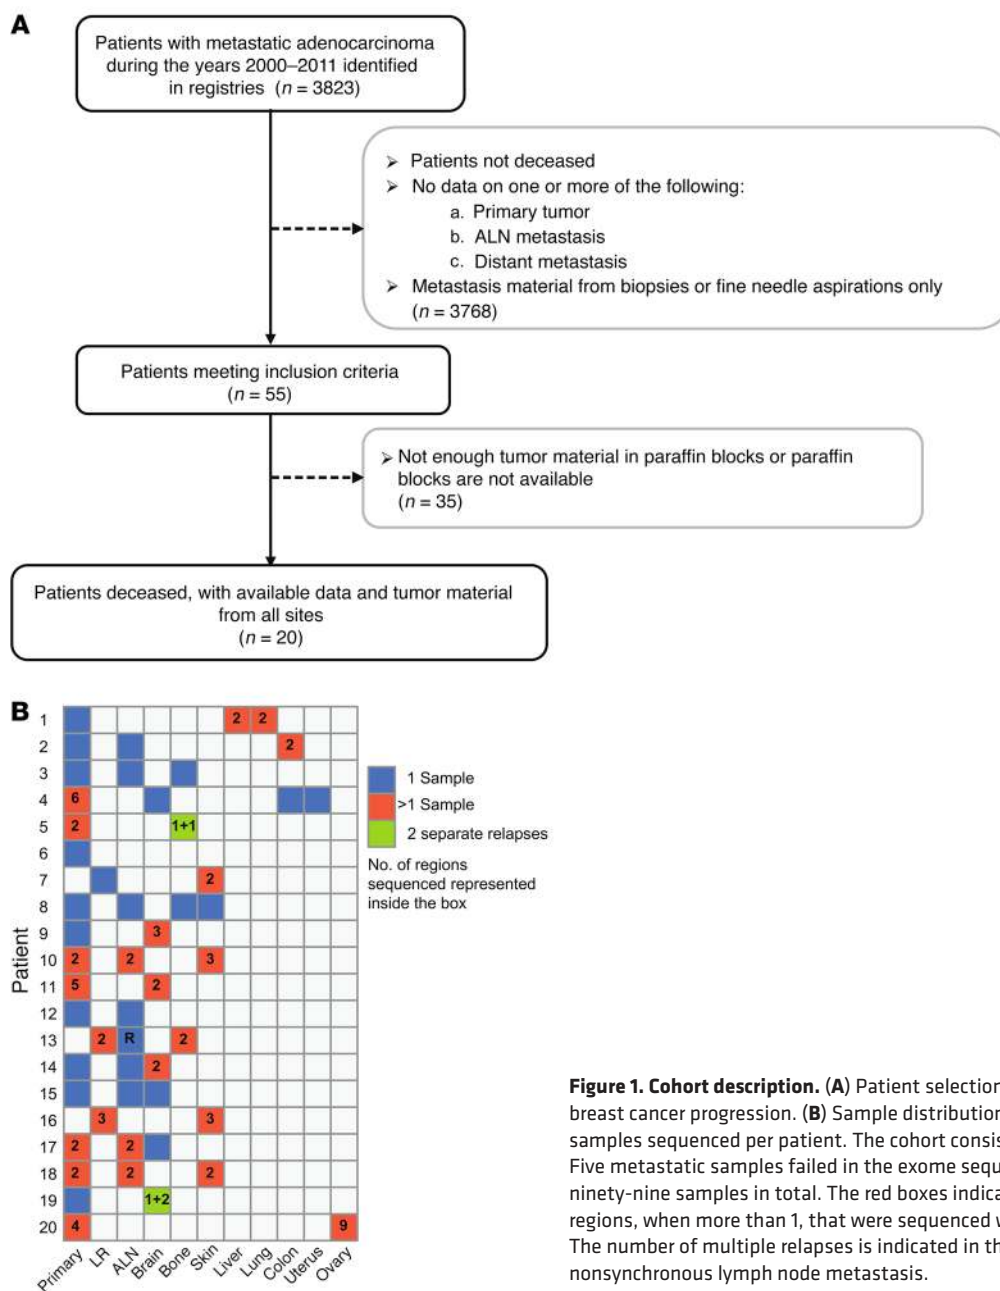 A
Patients with metastatic adenocarcinoma
during the years 2000–2011 identified
in registries (n = 3823)
➢ Patients not deceased
➢ No data on one or more of the following:
a. Primary tumor
b. ALN metastasis
c. Distant metastasis
➢ Metastasis material from biopsies or fine needle aspirations only
(n = 3768)
Patients meeting inclusion criteria
(n = 55)
➢ Not enough tumor material in paraffin blocks or paraffin
blocks are not available
(n = 35)
Patients deceased, with available data and tumor material
from all sites
(n = 20)
B
Patient
1 2 2
2 2
3
4 6
5 2 1+1
6
7 2
8
9 3
10 2 2 3
11 5 2
12
13 2 R 2
14 2
15
16 3 3
17 2 2
18 2 2 2
19 1+2
20 4 9
Primary LR ALN Brain Bone Skin Liver Lung Colon Uterus Ovary
1 Sample
>1 Sample
2 separate relapses
No. of regions
sequenced represented
inside the box
Figure 1. Cohort description. (A) Patient selection
breast cancer progression. (B) Sample distribution
samples sequenced per patient. The cohort consis
Five metastatic samples failed in the exome sequ
ninety-nine samples in total. The red boxes indica
regions, when more than 1, that were sequenced w
The number of multiple relapses is indicated in th
nonsynchronous lymph node metastasis.